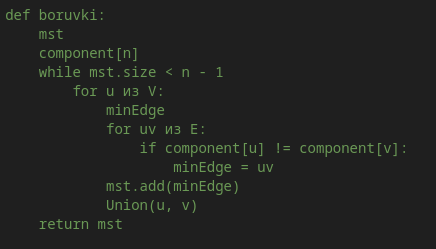 def boruvki:
    mst
    component[n]
    while mst.size < n - 1
        for u из V:
            minEdge
            for uv из E:
                if component[u] != component[v]:
                    minEdge = uv
            mst.add(minEdge)
            Union(u, v)
    return mst